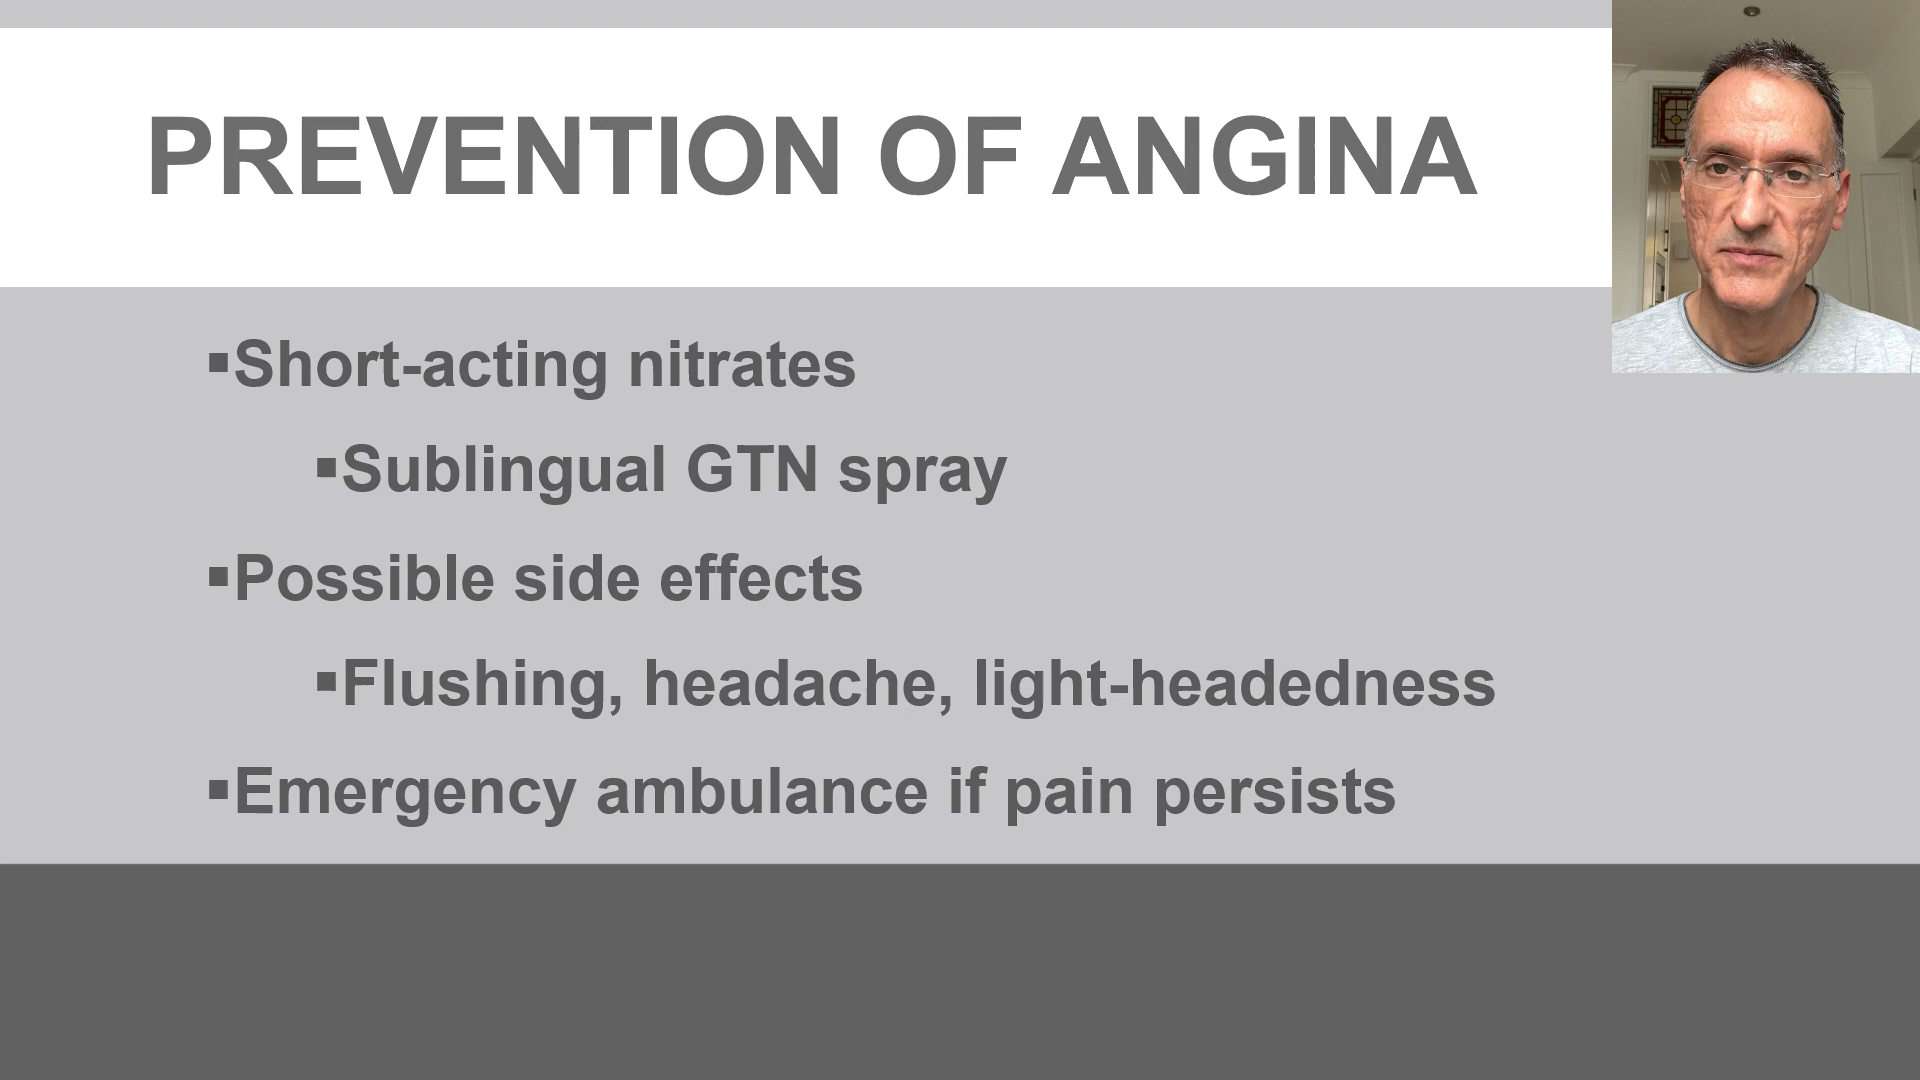 PREVENTION OF ANGINA
▪Short-acting nitrates
▪Sublingual GTN spray
▪Possible side effects
▪Flushing, headache, light-headedness
▪Emergency ambulance if pain persists